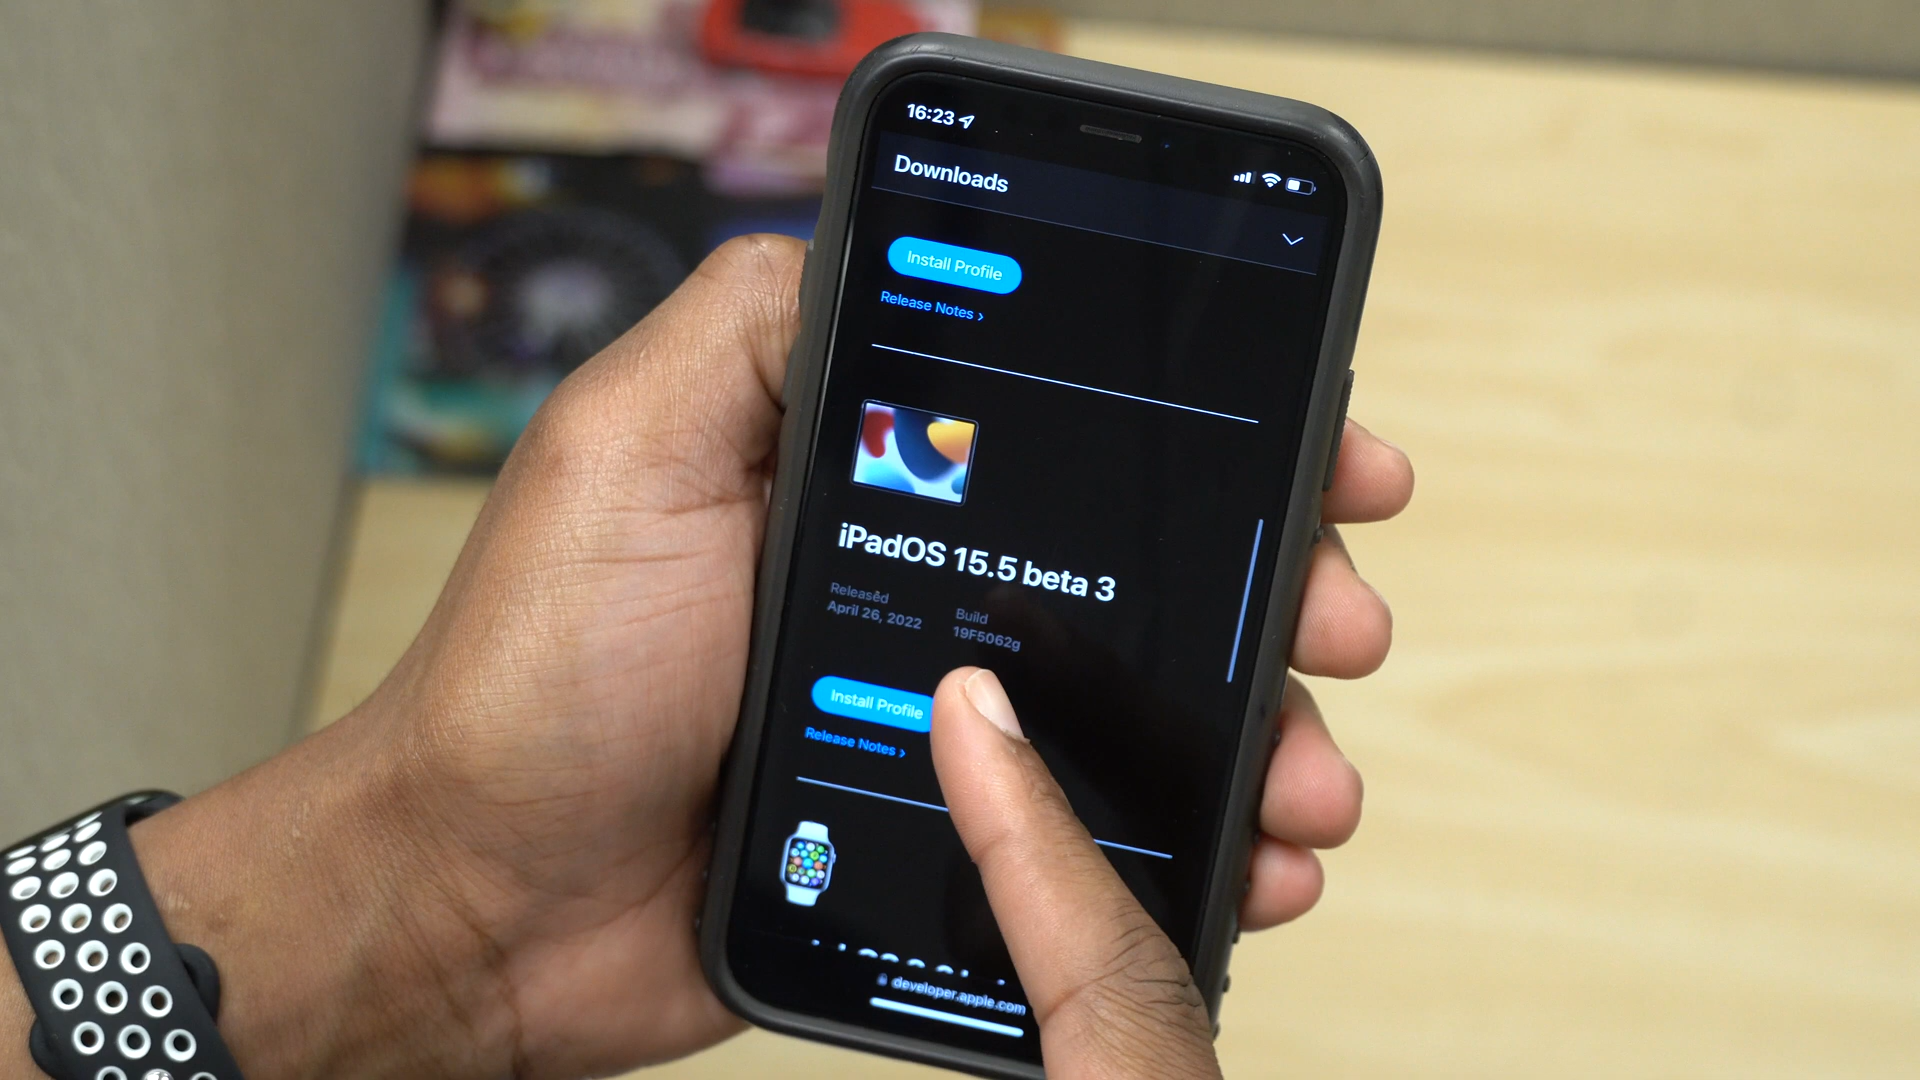 16:23
Downloads
Install Profile
Release Notes ›
iPadOS 15.5 beta 3
Released
April 26, 2022
Build
19F5062g
Install Profile
Release Notes ›
developer.apple.com